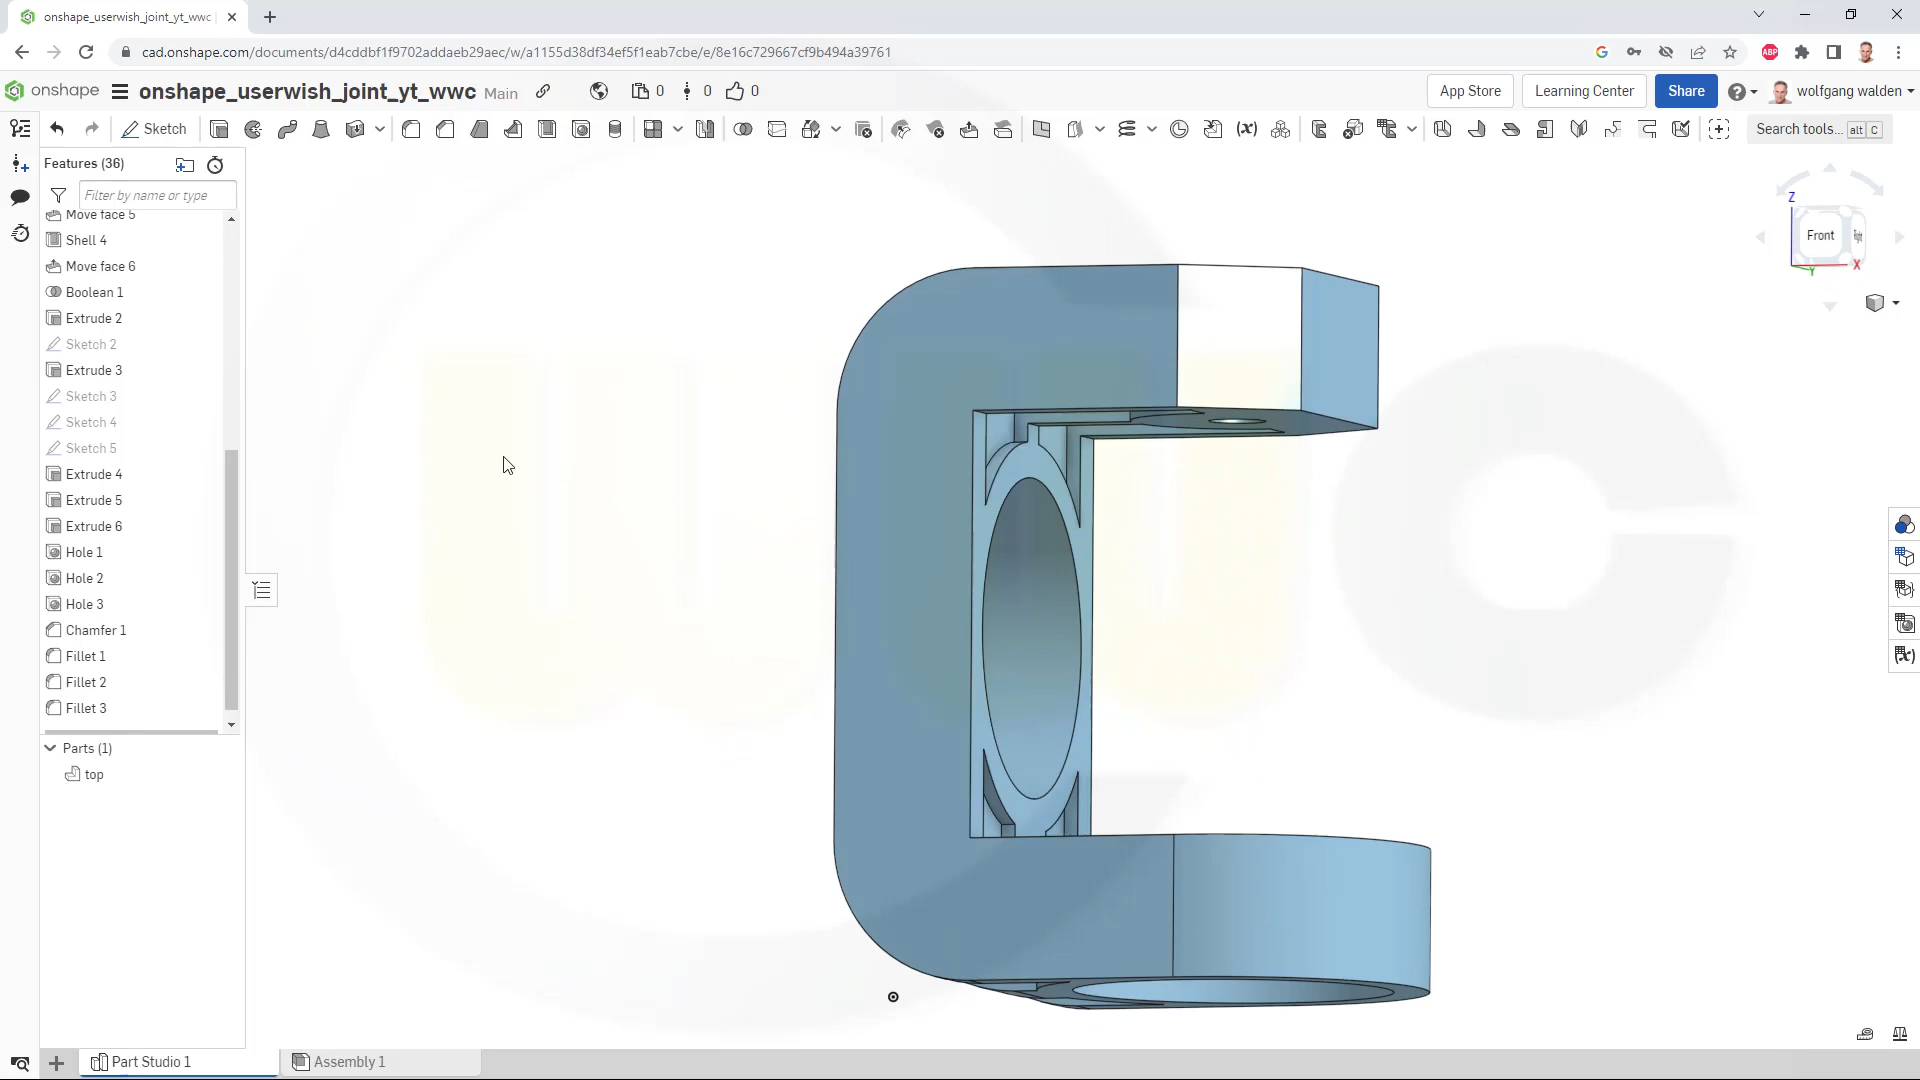 onshape_userwish_joint_yt_wwc
cad.onshape.com/documents/d4cddbf1f9702addaeb29aec/w/a1155d38df34ef5f1eab7cbe/e/8e16c729667cf9b494a39761
ABP
onshape
onshape_userwish_joint_yt_wwc Main
0 0 0
App Store
Learning Center
Share
wolfgang walden
Sketch
Search tools... alt C
Features (36)
Filter by name or type
Move face 5
Shell 4
Move face 6
Boolean 1
Extrude 2
Sketch 2
Extrude 3
Sketch 3
Sketch 4
Sketch 5
Extrude 4
Extrude 5
Extrude 6
Hole 1
Hole 2
Hole 3
Chamfer 1
Fillet 1
Fillet 2
Fillet 3
Parts (1)
top
Z
Front
X
Y
Part Studio 1
Assembly 1